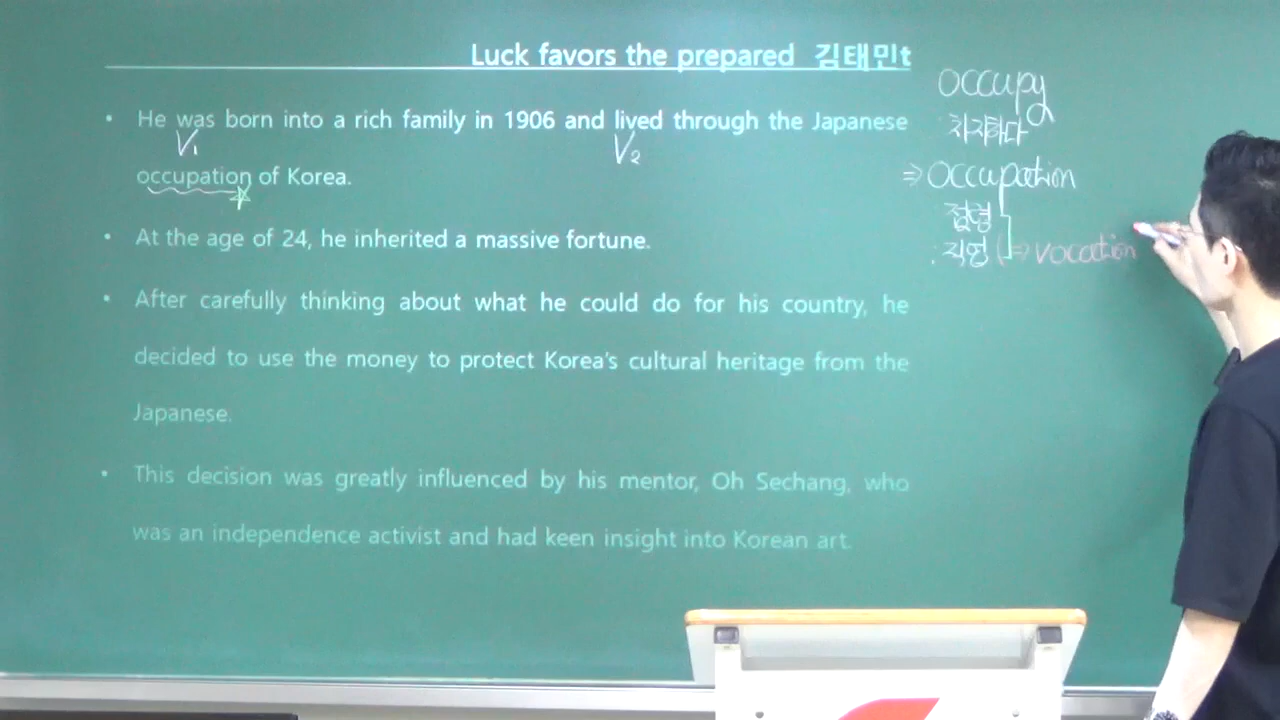 Luck favors the prepared 김태민t
• He was born into a rich family in 1906 and lived through the Japanese
V₁ V₂
occupation of Korea.
• At the age of 24, he inherited a massive fortune.
• After carefully thinking about what he could do for his country, he
decided to use the money to protect Korea's cultural heritage from the
Japanese.
• This decision was greatly influenced by his mentor, Oh Sechang, who
was an independence activist and had keen insight into Korean art.
occupy
차지하다
⇒ occupation
점령
직업 ⇒ vocation